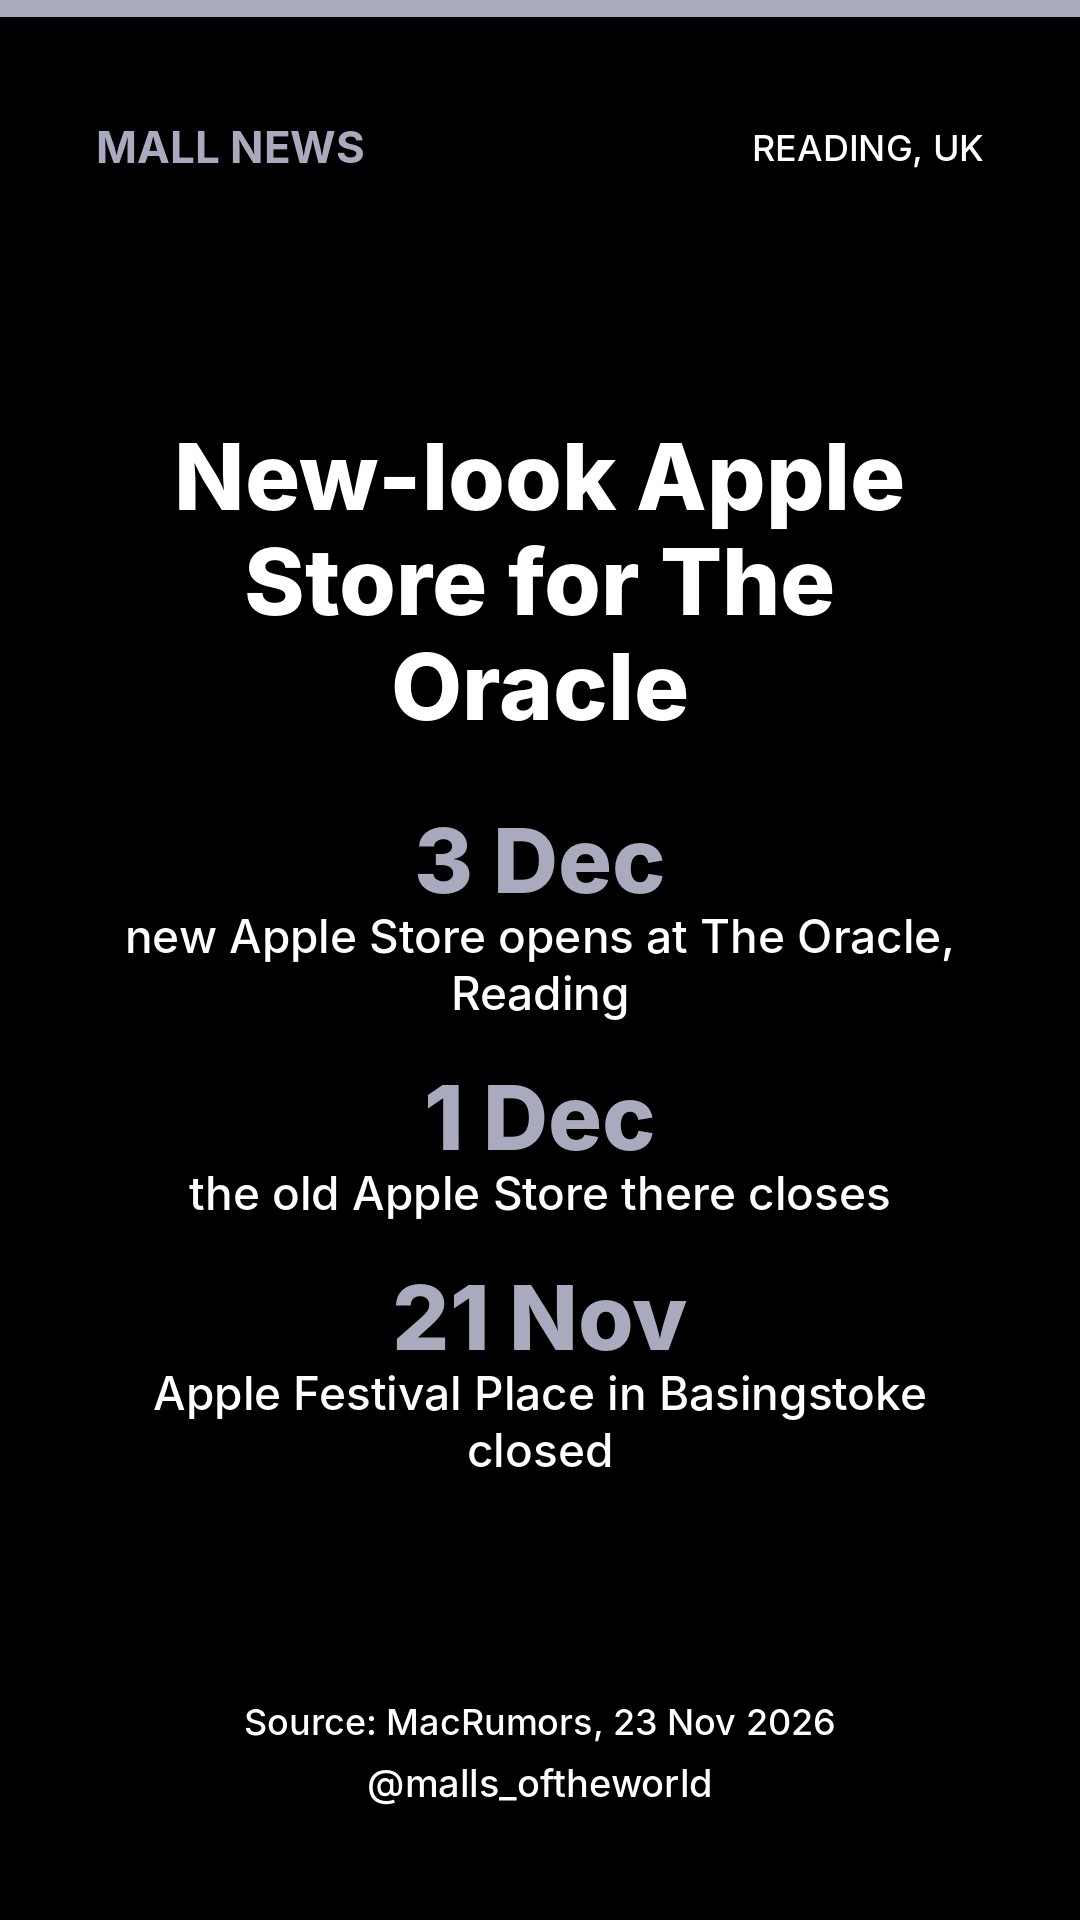 MALL NEWS
READING, UK
New-look Apple
Store for The
Oracle
3 Dec
new Apple Store opens at The Oracle,
Reading
1 Dec
the old Apple Store there closes
21 Nov
Apple Festival Place in Basingstoke
closed
Source: MacRumors, 23 Nov 2026
@malls_oftheworld